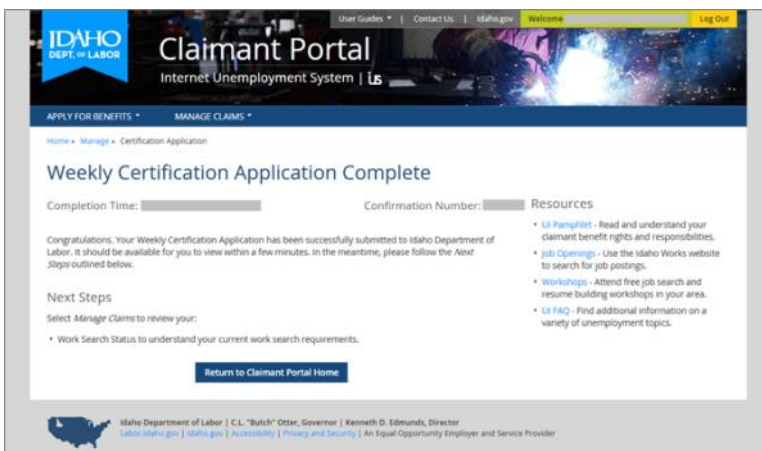 User Guides | Contact Us | Idaho.gov Welcome Log Out
IDAHO
DEPT. OF LABOR
Claimant Portal
Internet Unemployment System | ius
APPLY FOR BENEFITS MANAGE CLAIMS
Home » Manage » Certification Application
Weekly Certification Application Complete
Completion Time: Confirmation Number:
Congratulations. Your Weekly Certification Application has been successfully submitted to Idaho Department of
Labor. It should be available for you to view within a few minutes. In the meantime, please follow the Next
Steps outlined below.
Next Steps
Select Manage Claims to review your:
• Work Search Status to understand your current work search requirements.
Return to Claimant Portal Home
Resources
• UI Pamphlet - Read and understand your
claimant benefit rights and responsibilities.
• Job Openings - Use the Idaho Works website
to search for job postings.
• Workshops - Attend free job search and
resume building workshops in your area.
• UI FAQ - Find additional information on a
variety of unemployment topics.
Idaho Department of Labor | C.L. "Butch" Otter, Governor | Kenneth D. Edmunds, Director
Labor.Idaho.gov | Idaho.gov | Accessibility | Privacy and Security | An Equal Opportunity Employer and Service Provider